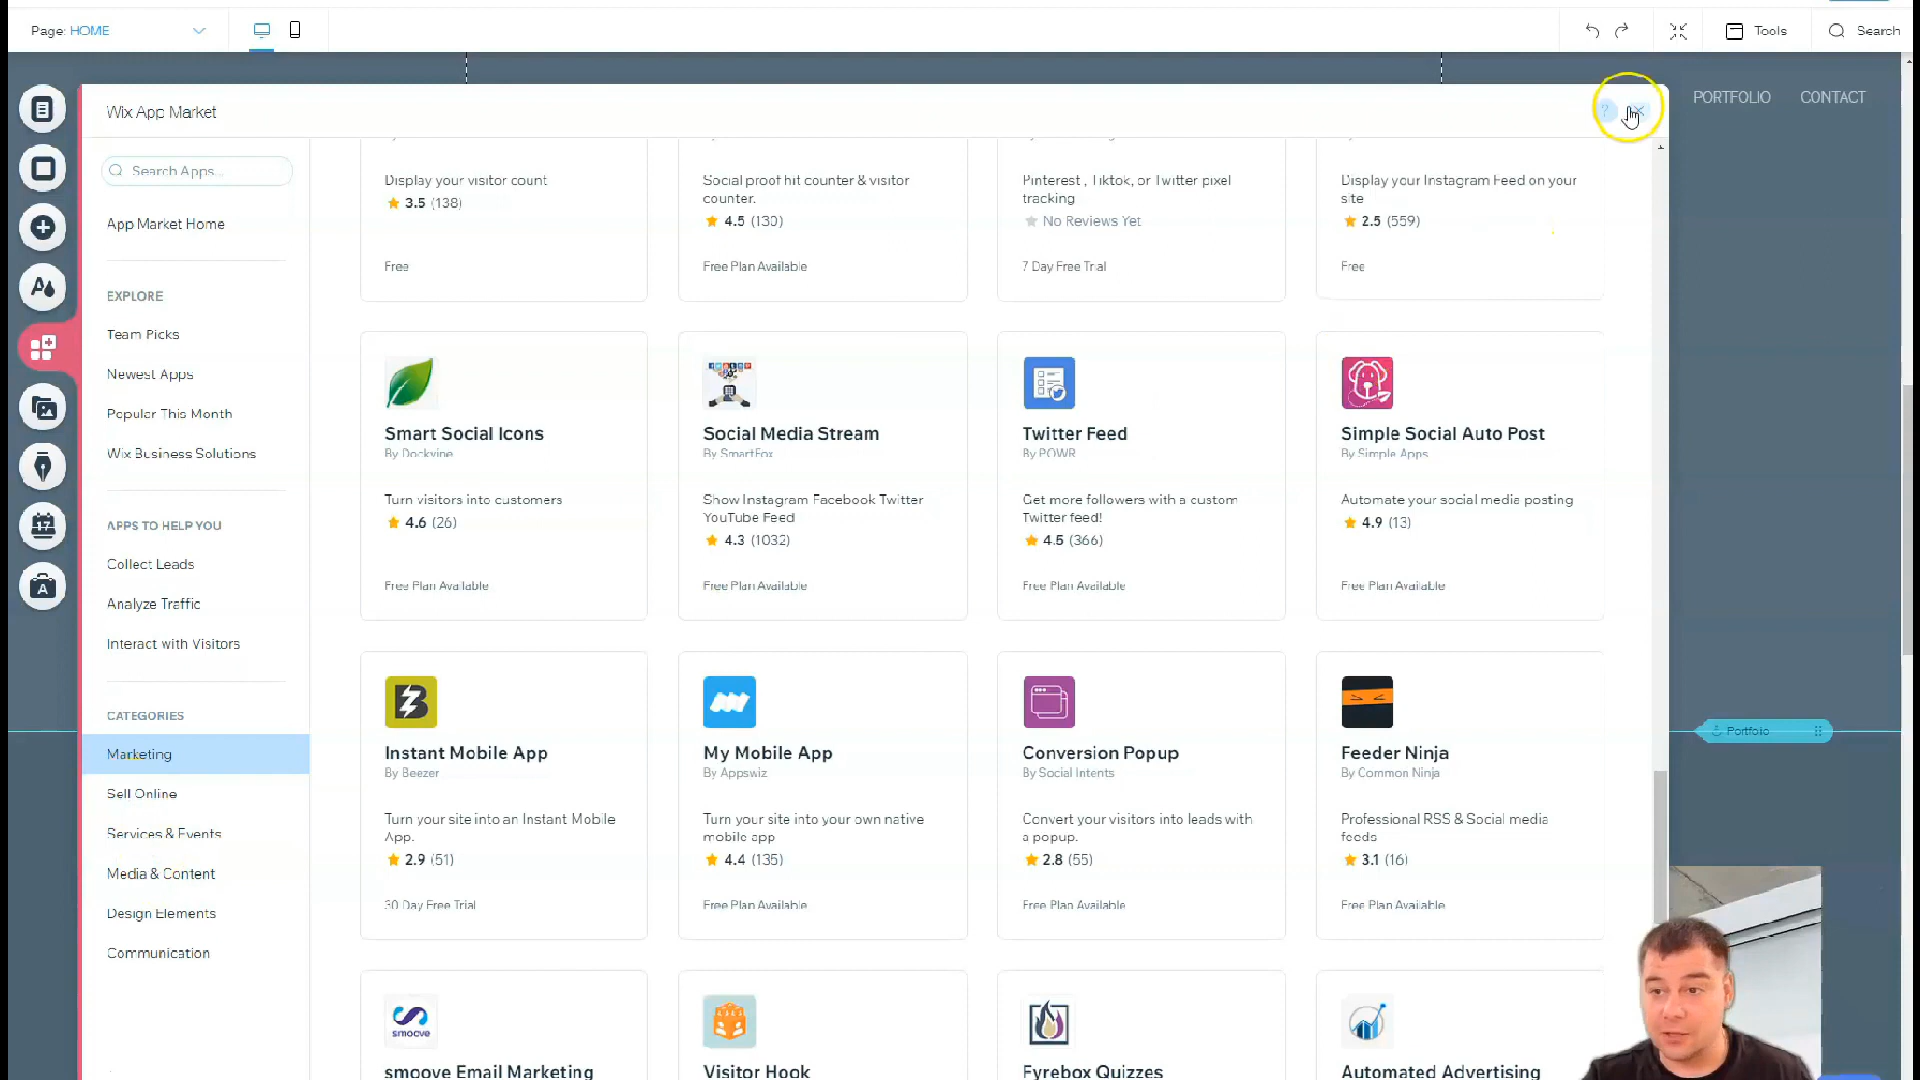 Page: HOME
Tools
Search
Wix App Market
?
PORTFOLIO
CONTACT
Search Apps...
App Market Home
EXPLORE
Team Picks
Newest Apps
Popular This Month
Wix Business Solutions
APPS TO HELP YOU
Collect Leads
Analyze Traffic
Interact with Visitors
CATEGORIES
Marketing
Sell Online
Services & Events
Media & Content
Design Elements
Communication
Display your visitor count
3.5 (138)
Free
Social proof hit counter & visitor
counter.
4.5 (130)
Free Plan Available
Pinterest , Tiktok, or Twitter pixel
tracking
No Reviews Yet
7 Day Free Trial
Display your Instagram Feed on your
site
2.5 (559)
Free
Smart Social Icons
By Dockvine
Turn visitors into customers
4.6 (26)
Free Plan Available
Social Media Stream
By SmartFox
Show Instagram Facebook Twitter
YouTube Feed
4.3 (1032)
Free Plan Available
Twitter Feed
By POWR
Get more followers with a custom
Twitter feed!
4.5 (366)
Free Plan Available
Simple Social Auto Post
By Simple Apps
Automate your social media posting
4.9 (13)
Free Plan Available
Instant Mobile App
By Beezer
Turn your site into an Instant Mobile
App.
2.9 (51)
30 Day Free Trial
My Mobile App
By Appswiz
Turn your site into your own native
mobile app
4.4 (135)
Free Plan Available
Conversion Popup
By Social Intents
Convert your visitors into leads with
a popup.
2.8 (55)
Free Plan Available
Feeder Ninja
By Common Ninja
Professional RSS & Social media
feeds
3.1 (16)
Free Plan Available
Portfolio
smoove
smoove Email Marketing
Visitor Hook
Fyrebox Quizzes
Automated Advertising
17
A
A
B